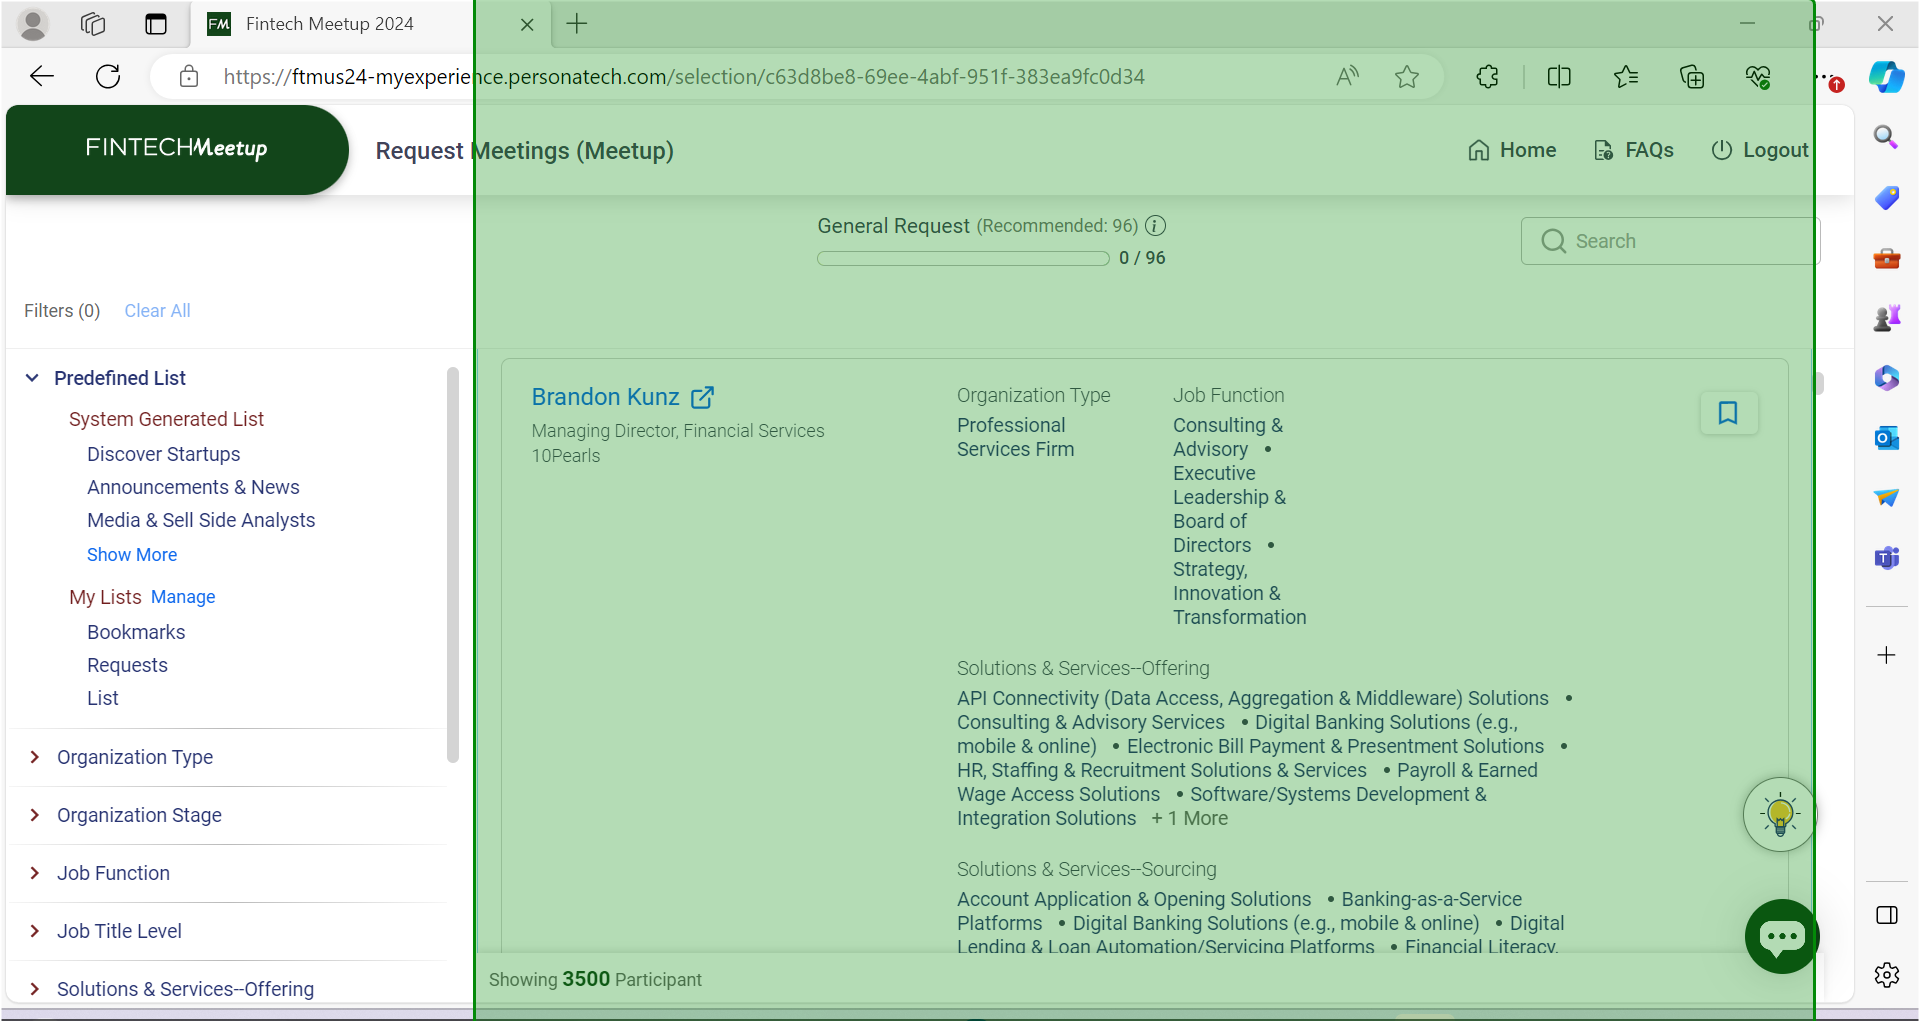 Fintech Meetup 2024
https://ftmus24-myexperience.personatech.com/selection/c63d8be8-69ee-4abf-951f-383ea9fc0d34
FINTECHMeetup
Request Meetings (Meetup)
Home
FAQs
Logout
General Request (Recommended: 96)
0 / 96
Search
Filters (0)
Clear All
Predefined List
System Generated List
Discover Startups
Announcements & News
Media & Sell Side Analysts
Show More
My Lists Manage
Bookmarks
Requests
List
Organization Type
Organization Stage
Job Function
Job Title Level
Solutions & Services--Offering
Brandon Kunz
Managing Director, Financial Services
10Pearls
Organization Type
Professional
Services Firm
Job Function
Consulting &
Advisory •
Executive
Leadership &
Board of
Directors •
Strategy,
Innovation &
Transformation
Solutions & Services--Offering
API Connectivity (Data Access, Aggregation & Middleware) Solutions •
Consulting & Advisory Services • Digital Banking Solutions (e.g.,
mobile & online) • Electronic Bill Payment & Presentment Solutions •
HR, Staffing & Recruitment Solutions & Services • Payroll & Earned
Wage Access Solutions • Software/Systems Development &
Integration Solutions + 1 More
Solutions & Services--Sourcing
Account Application & Opening Solutions • Banking-as-a-Service
Platforms • Digital Banking Solutions (e.g., mobile & online) • Digital
Lending & Loan Automation/Servicing Platforms • Financial Literacy,
Showing 3500 Participant